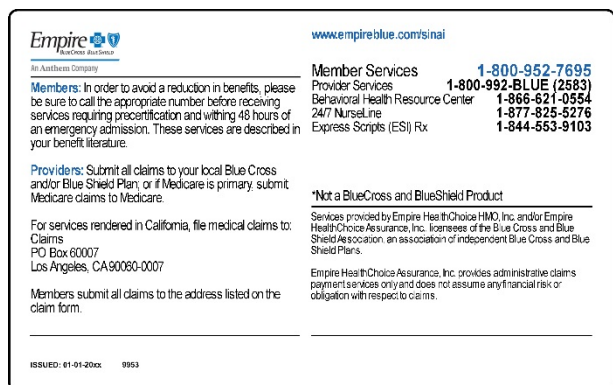 Empire
BLUECROSS BLUESHIELD
An Anthem Company
Members: In order to avoid a reduction in benefits, please
be sure to call the appropriate number before receiving
services requiring precertification and withing 48 hours of
an emergency admission. These services are described in
your benefit literature.
Providers: Submit all claims to your local Blue Cross
and/or Blue Shield Plan; or if Medicare is primary, submit
Medicare claims to Medicare.
For services rendered in California, file medical claims to:
Claims
PO Box 60007
Los Angeles, CA 90060-0007
Members submit all claims to the address listed on the
claim form.
ISSUED: 01-01-20xx 9953
www.empireblue.com/sinai
Member Services 1-800-952-7695
Provider Services 1-800-992-BLUE (2583)
Behavioral Health Resource Center 1-866-621-0554
24/7 NurseLine 1-877-825-5276
Express Scripts (ESI) Rx 1-844-553-9103
*Not a BlueCross and BlueShield Product
Services provided by Empire HealthChoice HMO, Inc. and/or Empire
HealthChoice Assurance, Inc. licensees of the Blue Cross and Blue
Shield Association, an associatioin of independent Blue Cross and Blue
Shield Plans.
Empire HealthChoice Assurance, Inc. provides administrative claims
payment services only and does not assume any financial risk or
obligation with respect to claims.